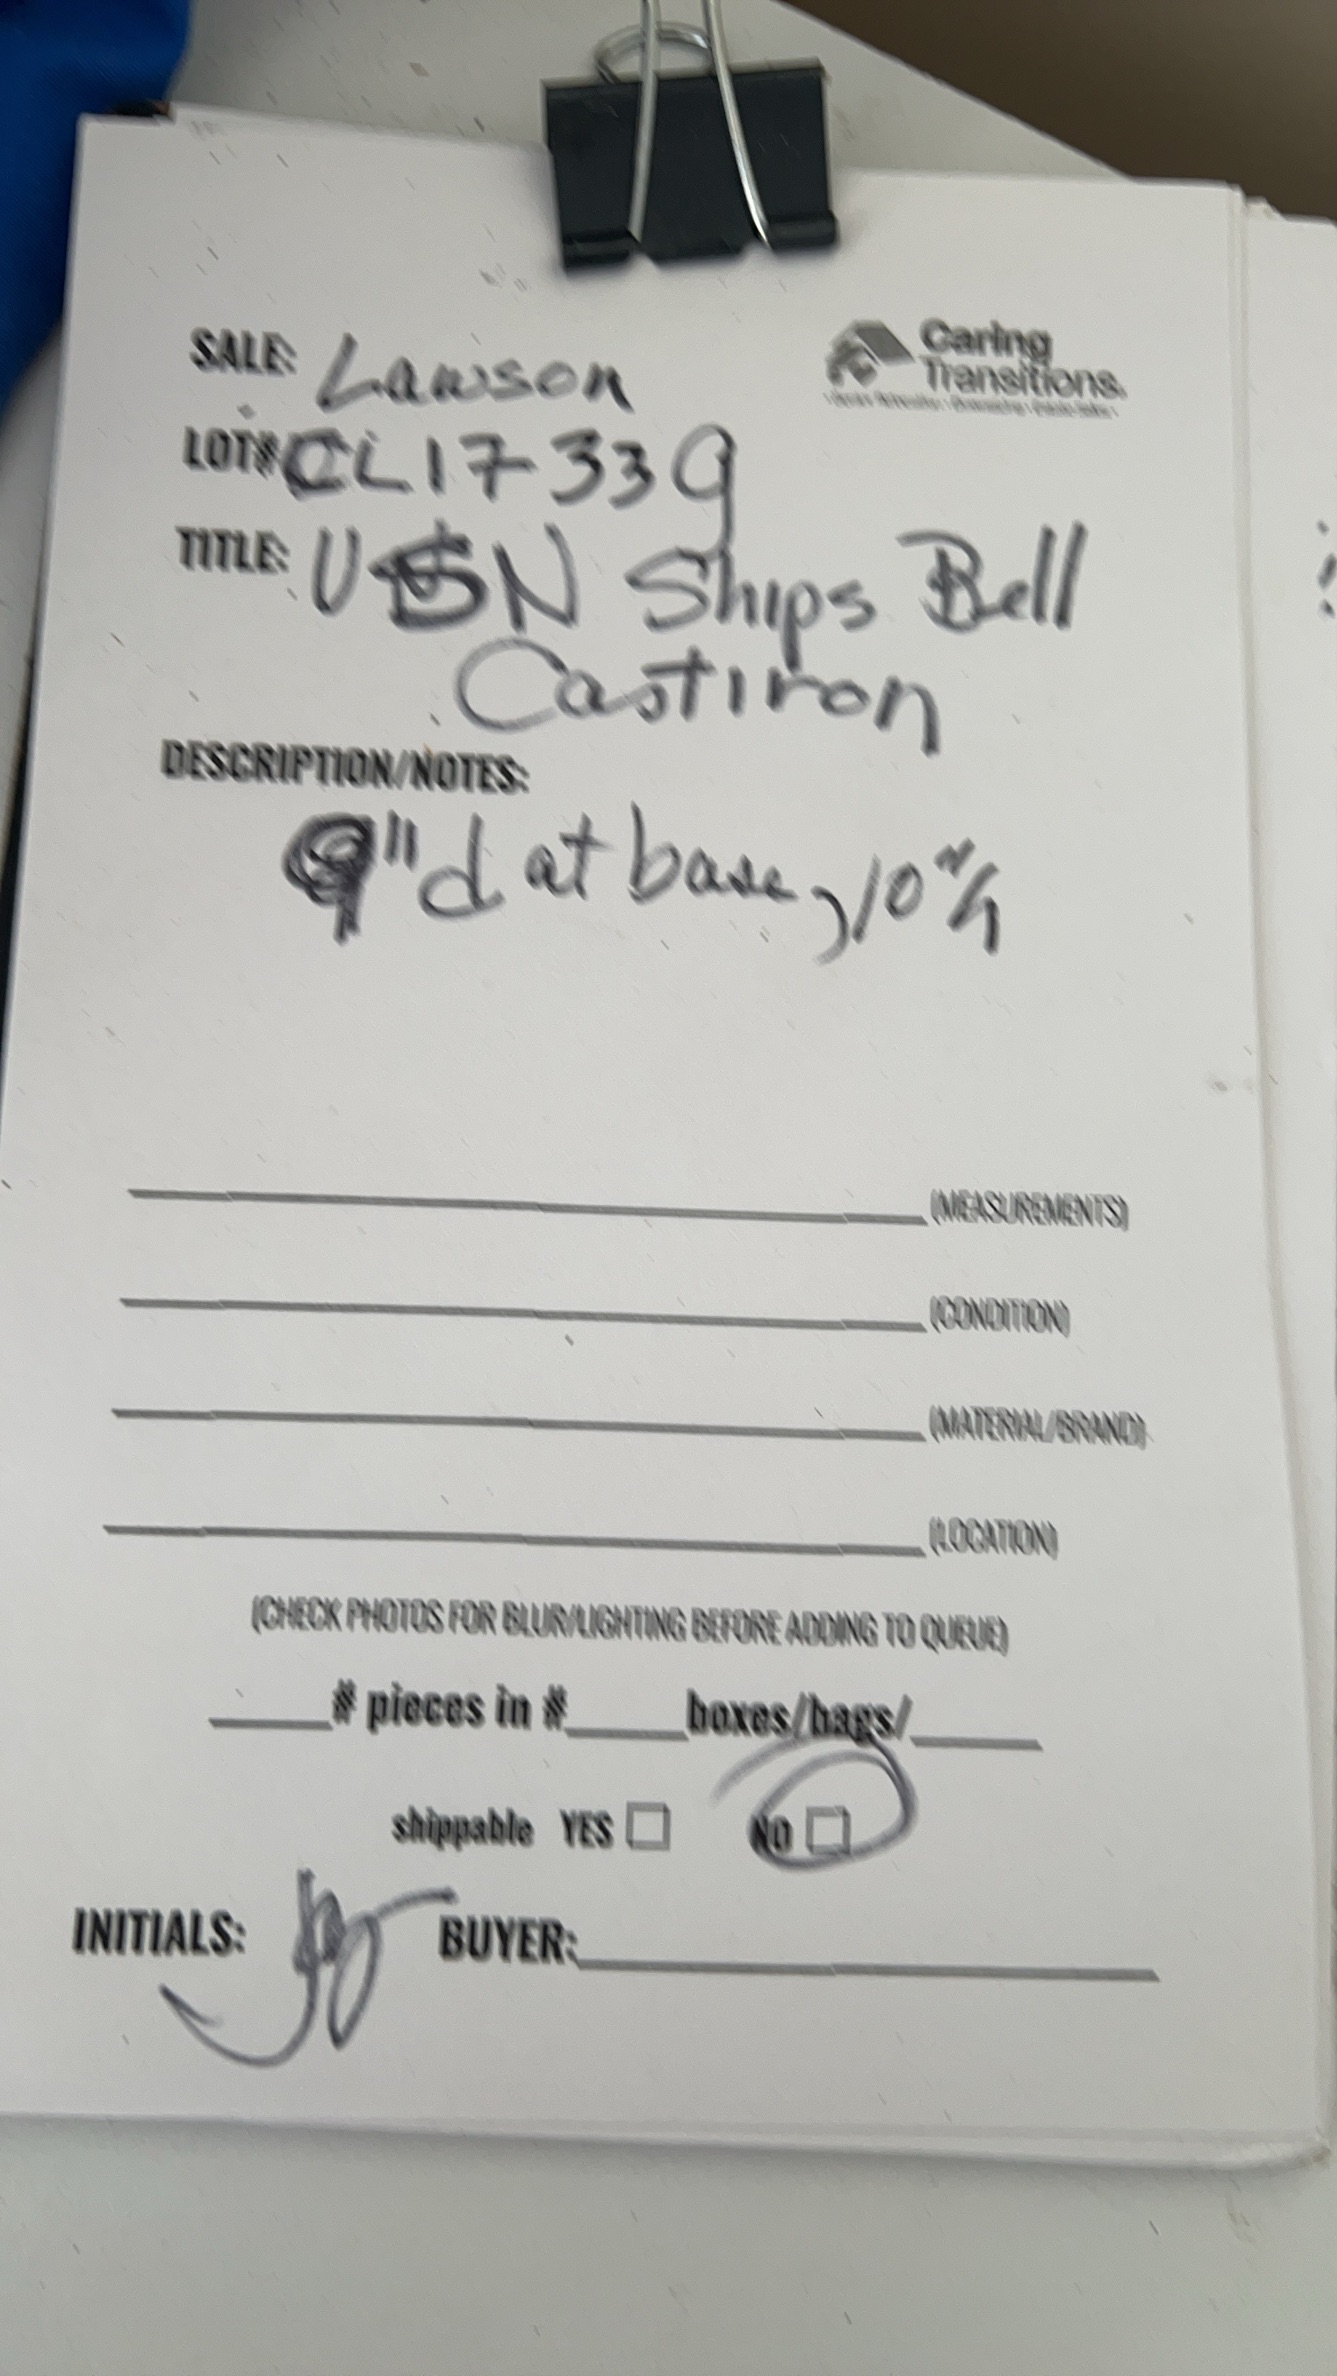 SALE: Lawson
Caring
Transitions.
LOT# CL17339
TITLE: USN Ships Bell
Castiron
DESCRIPTION/NOTES:
9"d at base, 10"h
(MEASUREMENTS)
(CONDITION)
(MATERIAL/BRAND)
(LOCATION)
(CHECK PHOTOS FOR BLUR/LIGHTING BEFORE ADDING TO QUEUE)
# pieces in # boxes/bags/
shippable YES NO
INITIALS: BUYER: